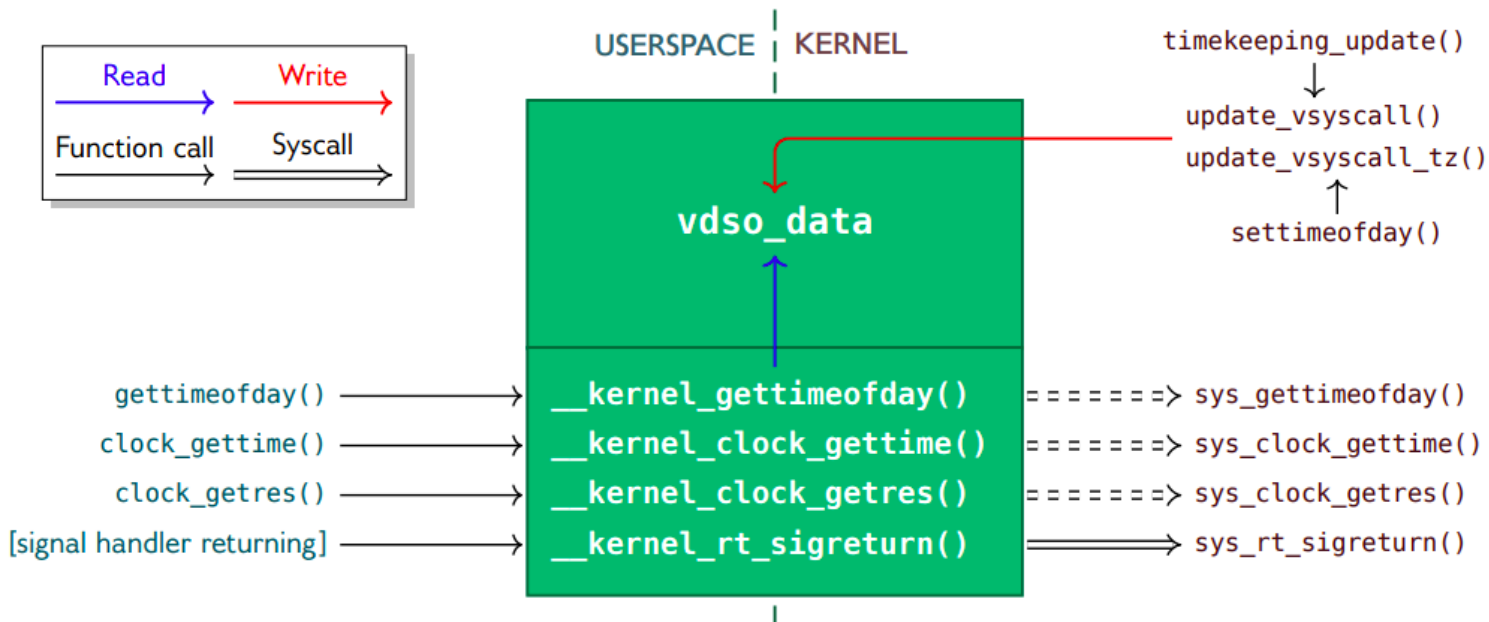 USERSPACE KERNEL
Read Write
Function call Syscall
timekeeping_update()
update_vsyscall()
update_vsyscall_tz()
settimeofday()
vdso_data
gettimeofday() __kernel_gettimeofday() sys_gettimeofday()
clock_gettime() __kernel_clock_gettime() sys_clock_gettime()
clock_getres() __kernel_clock_getres() sys_clock_getres()
[signal handler returning] __kernel_rt_sigreturn() sys_rt_sigreturn()